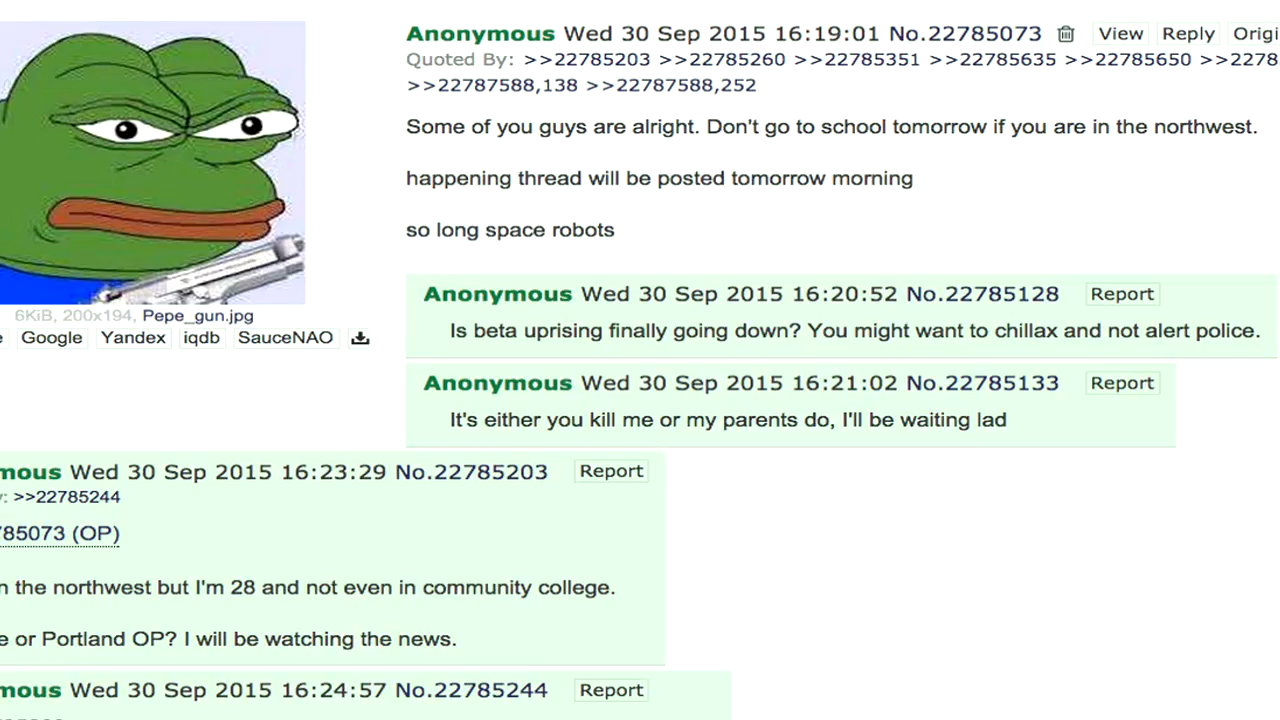 Anonymous Wed 30 Sep 2015 16:19:01 No.22785073 View Reply
Quoted By: >>22785203 >>22785260 >>22785351 >>22785635 >>22785650 >>2278
>>22787588,138 >>22787588,252
Some of you guys are alright. Don't go to school tomorrow if you are in the northwest.
happening thread will be posted tomorrow morning
so long space robots
6KiB, 200x194, Pepe_gun.jpg
Google Yandex iqdb SauceNAO
Anonymous Wed 30 Sep 2015 16:20:52 No.22785128 Report
Is beta uprising finally going down? You might want to chillax and not alert police.
Anonymous Wed 30 Sep 2015 16:21:02 No.22785133 Report
It's either you kill me or my parents do, I'll be waiting lad
mous Wed 30 Sep 2015 16:23:29 No.22785203 Report
: >>22785244
785073 (OP)
n the northwest but I'm 28 and not even in community college.
e or Portland OP? I will be watching the news.
mous Wed 30 Sep 2015 16:24:57 No.22785244 Report